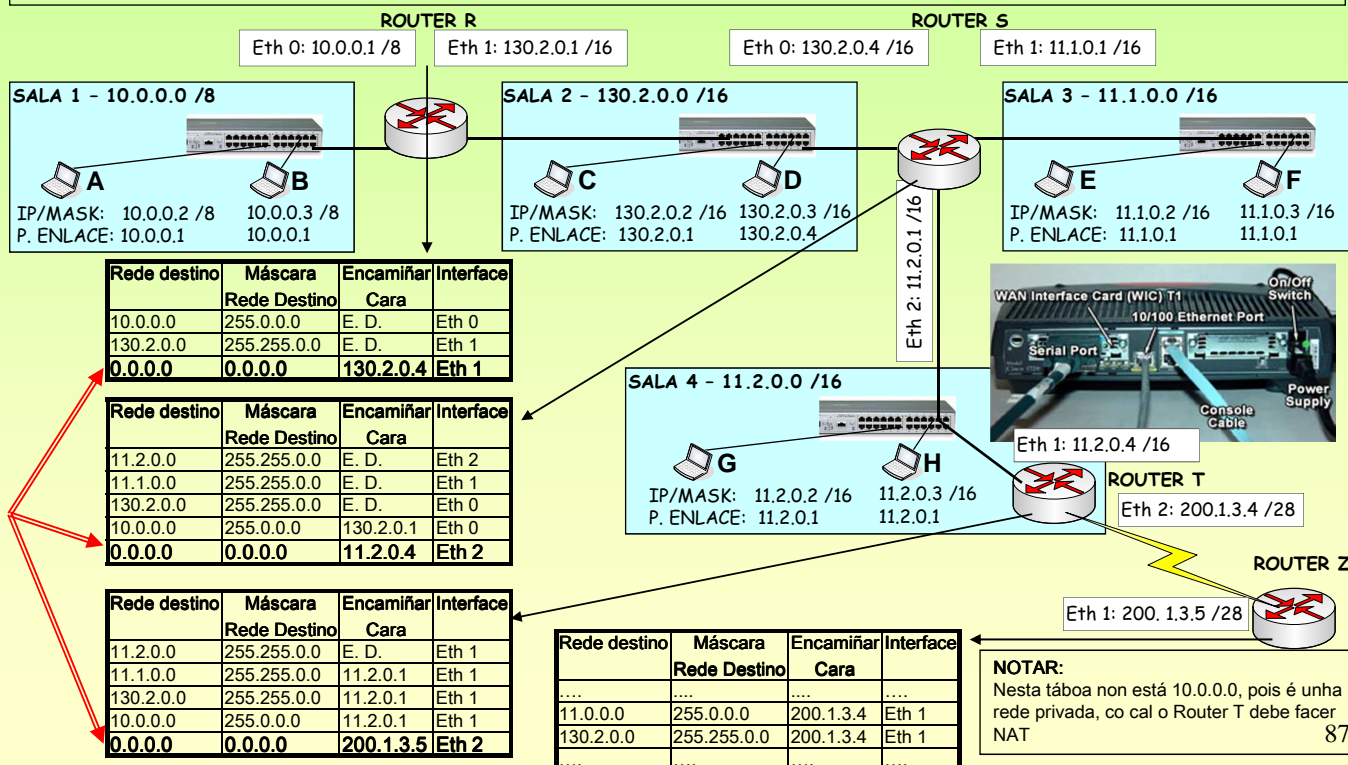 ROUTER R
ROUTER S
Eth 0: 10.0.0.1 /8
Eth 1: 130.2.0.1 /16
Eth 0: 130.2.0.4 /16
Eth 1: 11.1.0.1 /16
SALA 1 – 10.0.0.0 /8
A
B
IP/MASK: 10.0.0.2 /8 10.0.0.3 /8
P. ENLACE: 10.0.0.1 10.0.0.1
SALA 2 – 130.2.0.0 /16
C
D
IP/MASK: 130.2.0.2 /16 130.2.0.3 /16
P. ENLACE: 130.2.0.1 130.2.0.4
SALA 3 – 11.1.0.0 /16
E
F
IP/MASK: 11.1.0.2 /16 11.1.0.3 /16
P. ENLACE: 11.1.0.1 11.1.0.1
Eth 2: 11.2.0.1 /16
Rede destino Máscara Encamiñar Interface
Rede Destino Cara
10.0.0.0 255.0.0.0 E. D. Eth 0
130.2.0.0 255.255.0.0 E. D. Eth 1
0.0.0.0 0.0.0.0 130.2.0.4 Eth 1
WAN Interface Card (WIC) T1
On/Off
Switch
10/100 Ethernet Port
Serial Port
Console
Cable
Power
Supply
SALA 4 – 11.2.0.0 /16
G
H
IP/MASK: 11.2.0.2 /16 11.2.0.3 /16
P. ENLACE: 11.2.0.1 11.2.0.1
Eth 1: 11.2.0.4 /16
ROUTER T
Eth 2: 200.1.3.4 /28
ROUTER Z
Eth 1: 200. 1.3.5 /28
Rede destino Máscara Encamiñar Interface
Rede Destino Cara
11.2.0.0 255.255.0.0 E. D. Eth 2
11.1.0.0 255.255.0.0 E. D. Eth 1
130.2.0.0 255.255.0.0 E. D. Eth 0
10.0.0.0 255.0.0.0 130.2.0.1 Eth 0
0.0.0.0 0.0.0.0 11.2.0.4 Eth 2
Rede destino Máscara Encamiñar Interface
Rede Destino Cara
11.2.0.0 255.255.0.0 E. D. Eth 1
11.1.0.0 255.255.0.0 11.2.0.1 Eth 1
130.2.0.0 255.255.0.0 11.2.0.1 Eth 1
10.0.0.0 255.0.0.0 11.2.0.1 Eth 1
0.0.0.0 0.0.0.0 200.1.3.5 Eth 2
Rede destino Máscara Encamiñar Interface
Rede Destino Cara
.... .... .... ....
11.0.0.0 255.0.0.0 200.1.3.4 Eth 1
130.2.0.0 255.255.0.0 200.1.3.4 Eth 1
.... .... .... ....
NOTAR:
Nesta táboa non está 10.0.0.0, pois é unha
rede privada, co cal o Router T debe facer
NAT
87